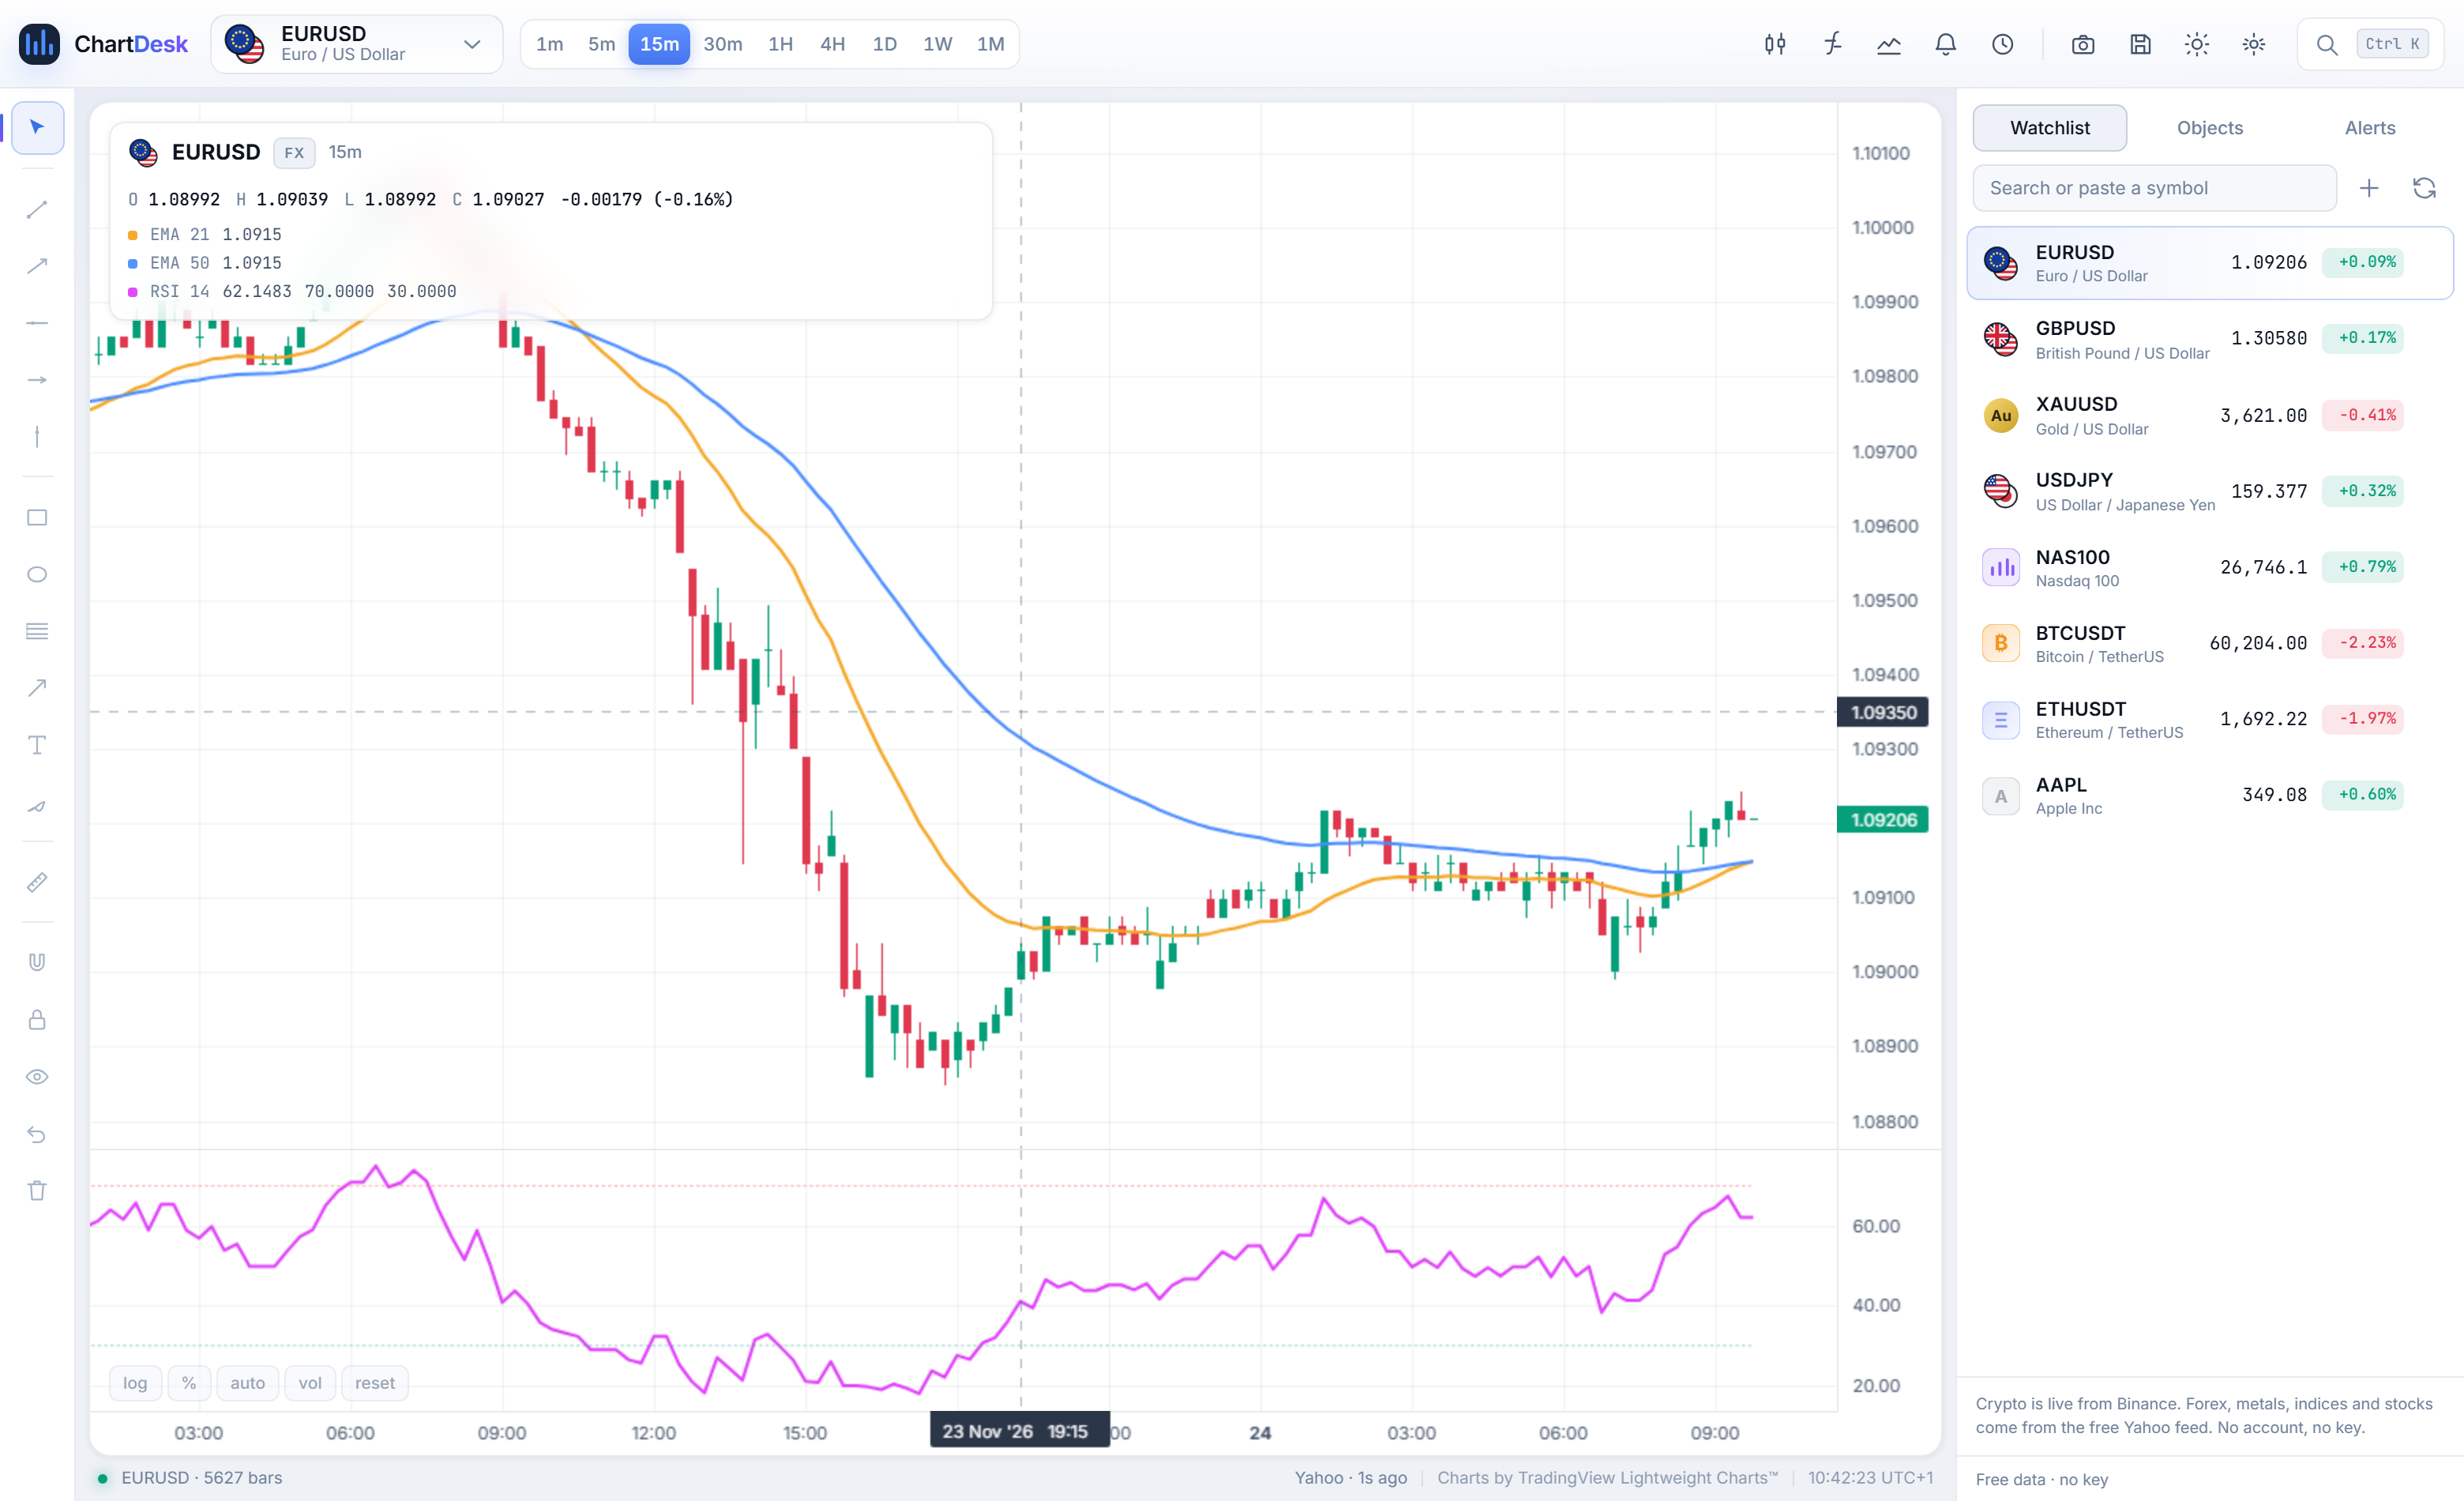 ChartDesk
EURUSD
Euro / US Dollar
1m 5m 15m 30m 1H 4H 1D 1W 1M
Ctrl K
EURUSD FX 15m
O 1.08992 H 1.09039 L 1.08992 C 1.09027 -0.00179 (-0.16%)
EMA 21 1.0915
EMA 50 1.0915
RSI 14 62.1483 70.0000 30.0000
1.10100
1.10000
1.09900
1.09800
1.09700
1.09600
1.09500
1.09400
1.09350
1.09300
1.09206
1.09100
1.09000
1.08900
1.08800
60.00
40.00
20.00
log % auto vol reset
03:00 06:00 09:00 12:00 15:00 23 Nov '26 19:15 00 24 03:00 06:00 09:00
EURUSD · 5627 bars
Yahoo · 1s ago
Charts by TradingView Lightweight Charts™
10:42:23 UTC+1
Watchlist Objects Alerts
Search or paste a symbol
EURUSD 1.09206 +0.09%
Euro / US Dollar
GBPUSD 1.30580 +0.17%
British Pound / US Dollar
Au XAUUSD 3,621.00 -0.41%
Gold / US Dollar
USDJPY 159.377 +0.32%
US Dollar / Japanese Yen
NAS100 26,746.1 +0.79%
Nasdaq 100
BTCUSDT 60,204.00 -2.23%
Bitcoin / TetherUS
ETHUSDT 1,692.22 -1.97%
Ethereum / TetherUS
A AAPL 349.08 +0.60%
Apple Inc
Crypto is live from Binance. Forex, metals, indices and stocks
come from the free Yahoo feed. No account, no key.
Free data · no key